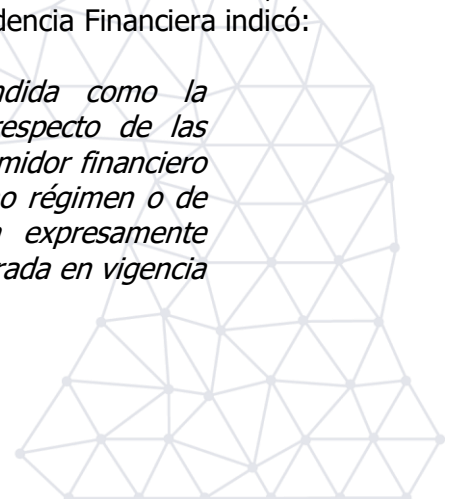 dencia Financiera indicó:
ndida como la
respecto de las
midor financiero
o régimen o de
expresamente
rada en vigencia